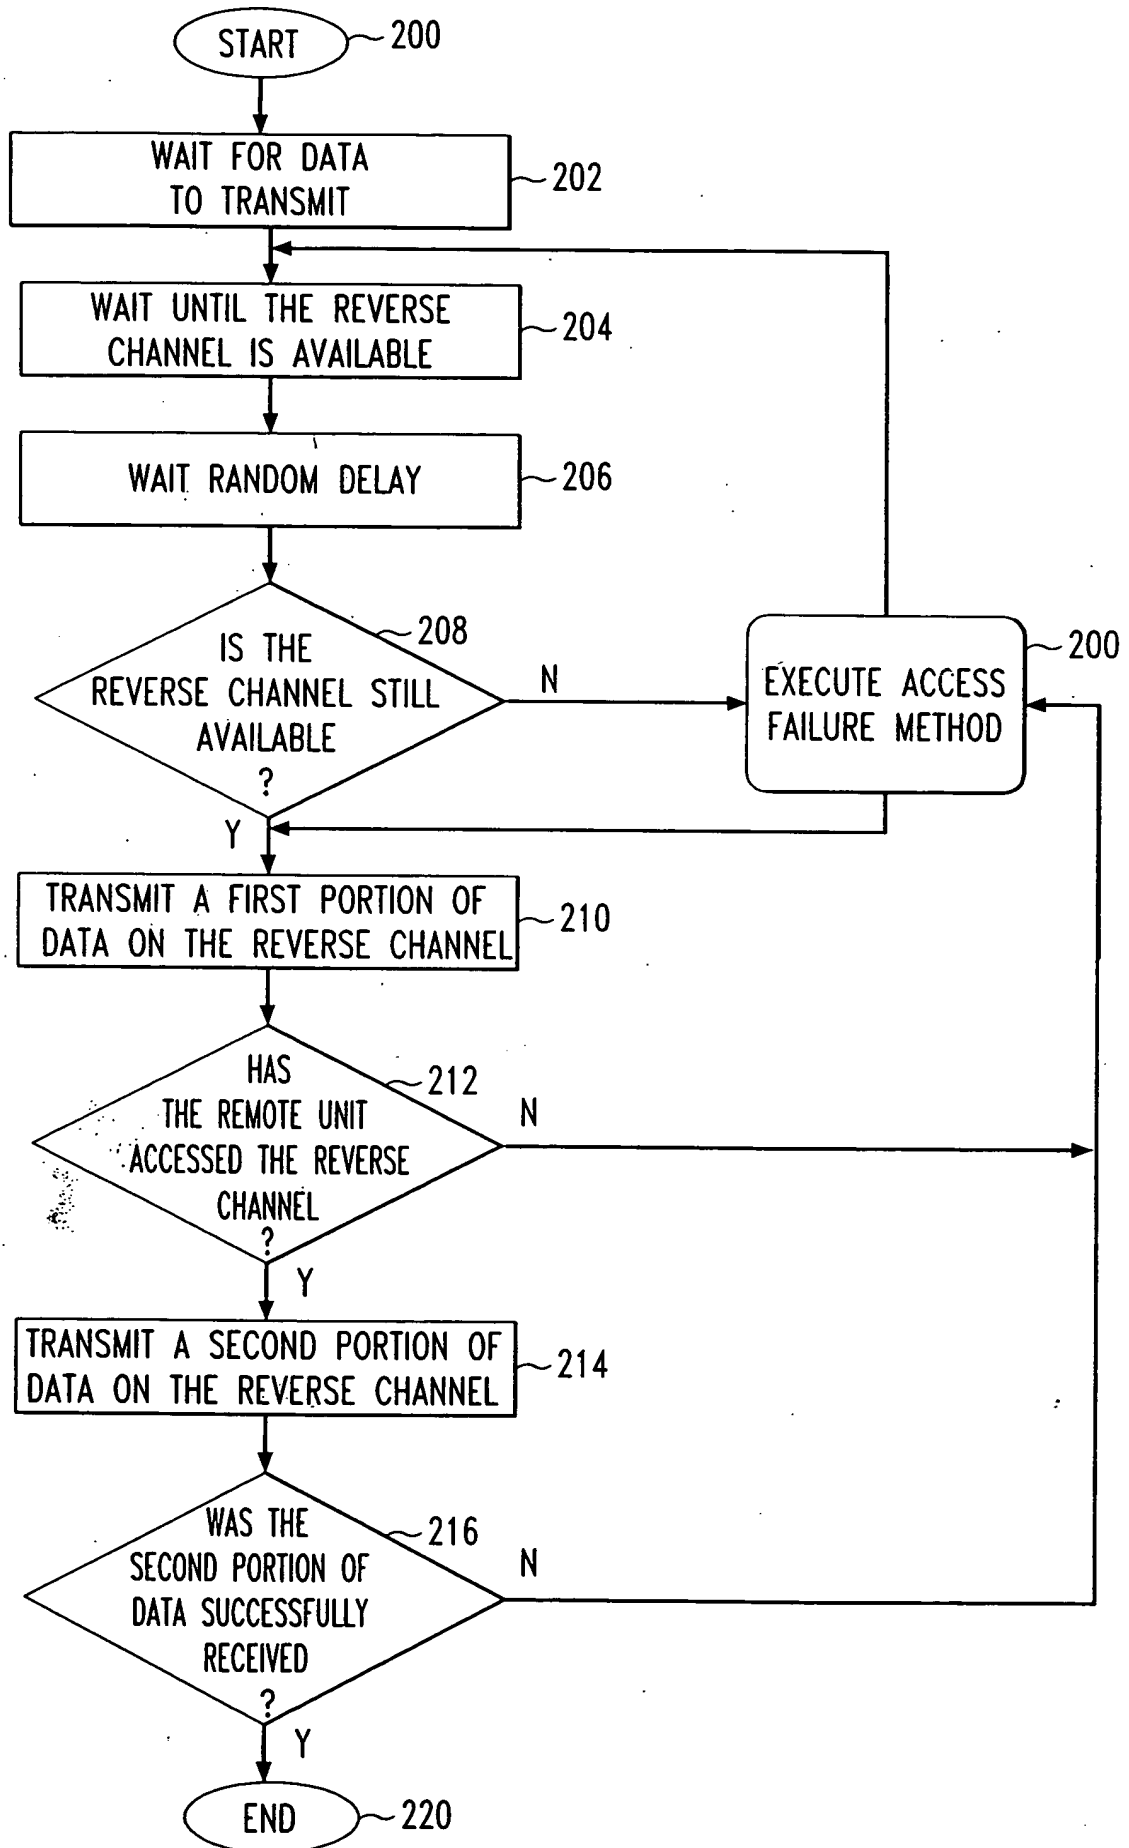 START
200
WAIT FOR DATA
TO TRANSMIT
202
WAIT UNTIL THE REVERSE
CHANNEL IS AVAILABLE
204
WAIT RANDOM DELAY
206
IS THE
REVERSE CHANNEL STILL
AVAILABLE
?
208
N
Y
EXECUTE ACCESS
FAILURE METHOD
200
TRANSMIT A FIRST PORTION OF
DATA ON THE REVERSE CHANNEL
210
HAS
THE REMOTE UNIT
ACCESSED THE REVERSE
CHANNEL
?
212
N
Y
TRANSMIT A SECOND PORTION OF
DATA ON THE REVERSE CHANNEL
214
WAS THE
SECOND PORTION OF
DATA SUCCESSFULLY
RECEIVED
?
216
N
Y
END
220